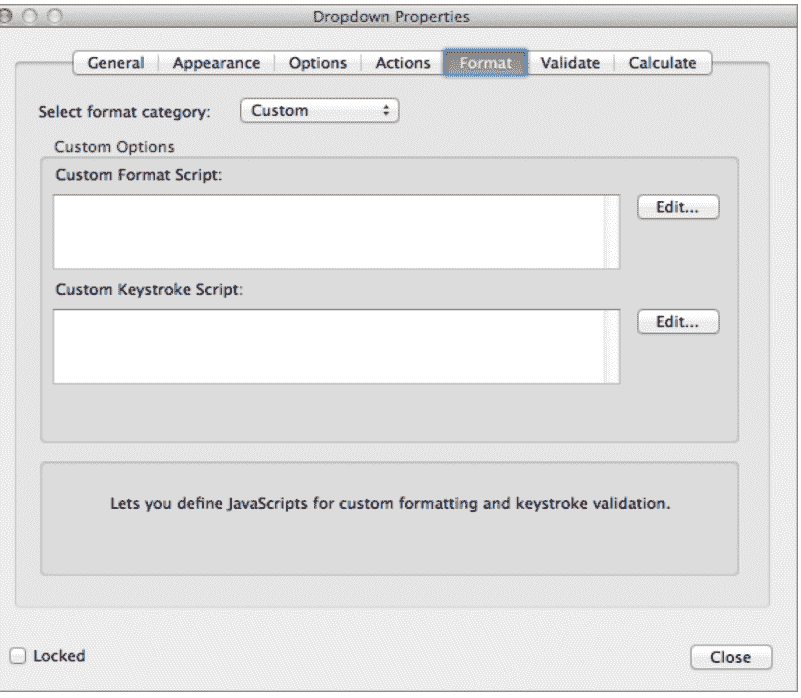 Dropdown Properties
General Appearance Options Actions Format Validate Calculate
Select format category: Custom
Custom Options
Custom Format Script:
Edit...
Custom Keystroke Script:
Edit...
Lets you define JavaScripts for custom formatting and keystroke validation.
Locked
Close